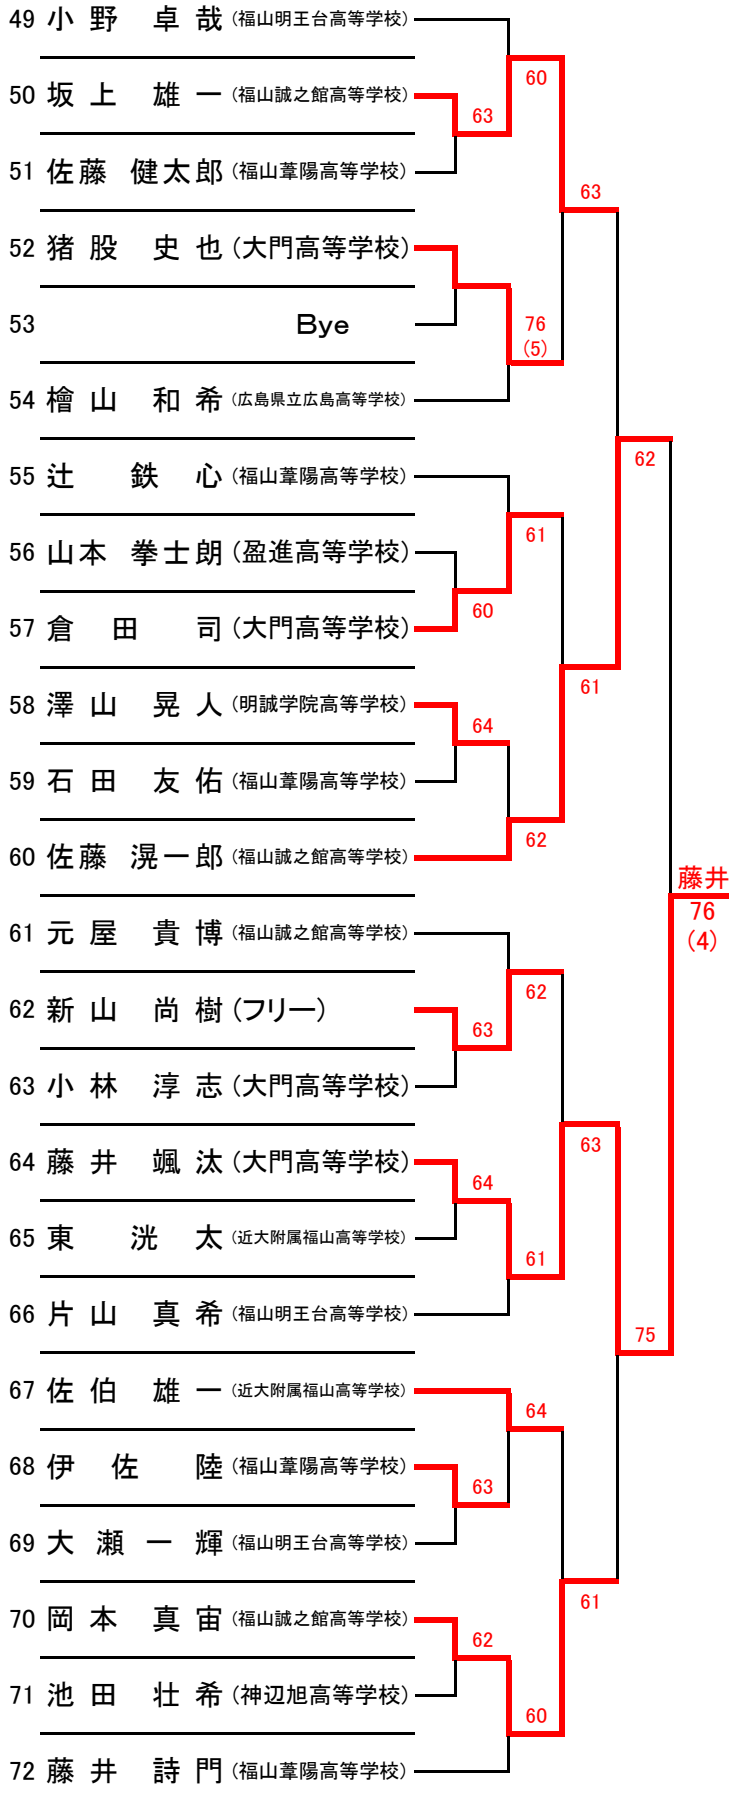 49 小野 卓哉 (福山明王台高等学校)
60
50 坂上 雄一 (福山誠之館高等学校)
63
51 佐藤 健太郎 (福山葦陽高等学校)
63
52 猪股 史也 (大門高等学校)
53 Bye
76
(5)
54 檜山 和希 (広島県立広島高等学校)
62
55 辻 鉄心 (福山葦陽高等学校)
61
56 山本 拳士朗 (盈進高等学校)
60
57 倉田 司 (大門高等学校)
61
58 澤山 晃人 (明誠学院高等学校)
64
59 石田 友佑 (福山葦陽高等学校)
62
60 佐藤 滉一郎 (福山誠之館高等学校)
藤井
76
(4)
61 元屋 貴博 (福山誠之館高等学校)
62
62 新山 尚樹 (フリー)
63
63 小林 淳志 (大門高等学校)
63
64 藤井 颯汰 (大門高等学校)
64
65 東 洸太 (近大附属福山高等学校)
61
66 片山 真希 (福山明王台高等学校)
75
67 佐伯 雄一 (近大附属福山高等学校)
64
68 伊佐 陸 (福山葦陽高等学校)
63
69 大瀬 一輝 (福山明王台高等学校)
61
70 岡本 真宙 (福山誠之館高等学校)
62
71 池田 壮希 (神辺旭高等学校)
60
72 藤井 詩門 (福山葦陽高等学校)